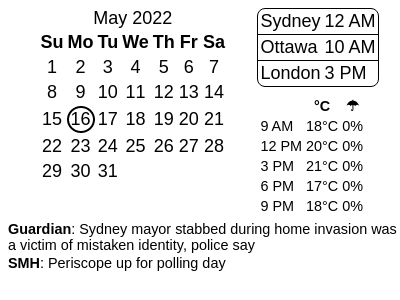 May 2022
Su Mo Tu We Th Fr Sa
1 2 3 4 5 6 7
8 9 10 11 12 13 14
15 16 17 18 19 20 21
22 23 24 25 26 27 28
29 30 31
Sydney 12 AM
Ottawa 10 AM
London 3 PM
°C ☂
9 AM 18°C 0%
12 PM 20°C 0%
3 PM 21°C 0%
6 PM 17°C 0%
9 PM 18°C 0%
Guardian: Sydney mayor stabbed during home invasion was
a victim of mistaken identity, police say
SMH: Periscope up for polling day